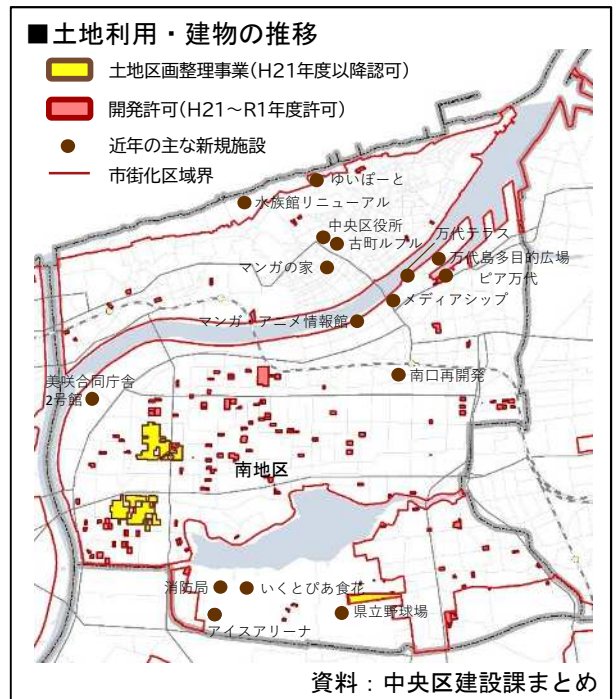 ■土地利用・建物の推移
土地区画整理事業(H21年度以降認可)
開発許可(H21～R1年度許可)
近年の主な新規施設
市街化区域界
ゆいぽーと
水族館リニューアル
中央区役所
古町ルフル
万代テラス
万代島多目的広場
マンガの家
ピア万代
メディアシップ
マンガ・アニメ情報館
美咲合同庁舎
2号館
南口再開発
南地区
消防局
いくとぴあ食花
県立野球場
アイスアリーナ
資料：中央区建設課まとめ